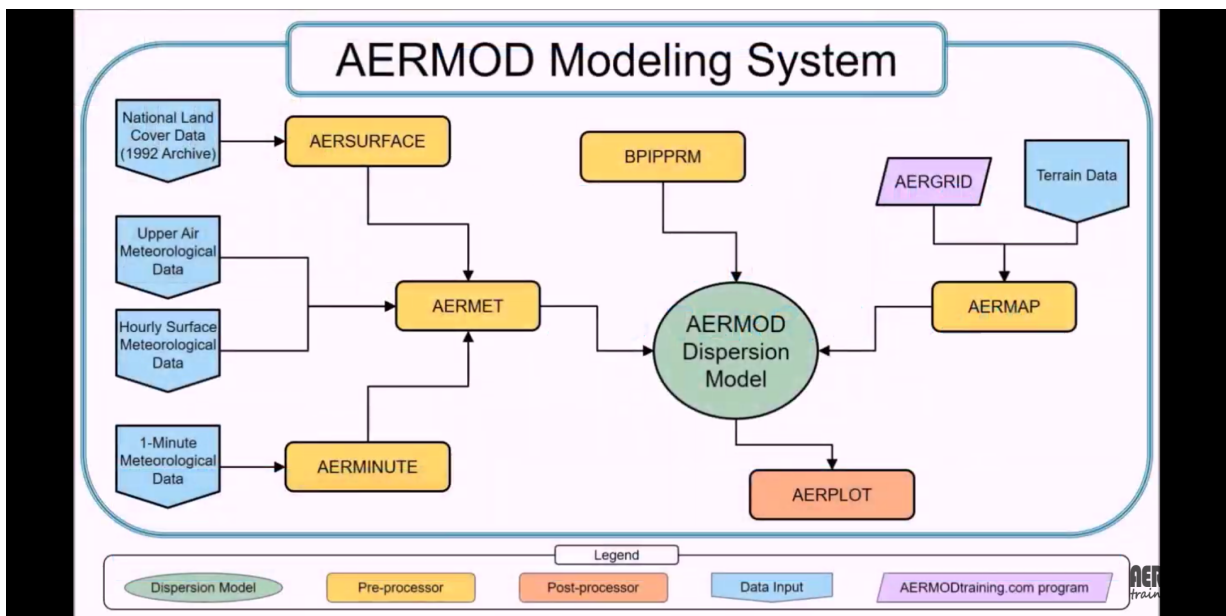 AERMOD Modeling System
National Land
Cover Data
(1992 Archive)
AERSURFACE
BPIPPRM
AERGRID
Terrain Data
Upper Air
Meteorological
Data
Hourly Surface
Meteorological
Data
AERMET
AERMOD
Dispersion
Model
AERMAP
1-Minute
Meteorological
Data
AERMINUTE
AERPLOT
Legend
Dispersion Model
Pre-processor
Post-processor
Data Input
AERMODtraining.com program